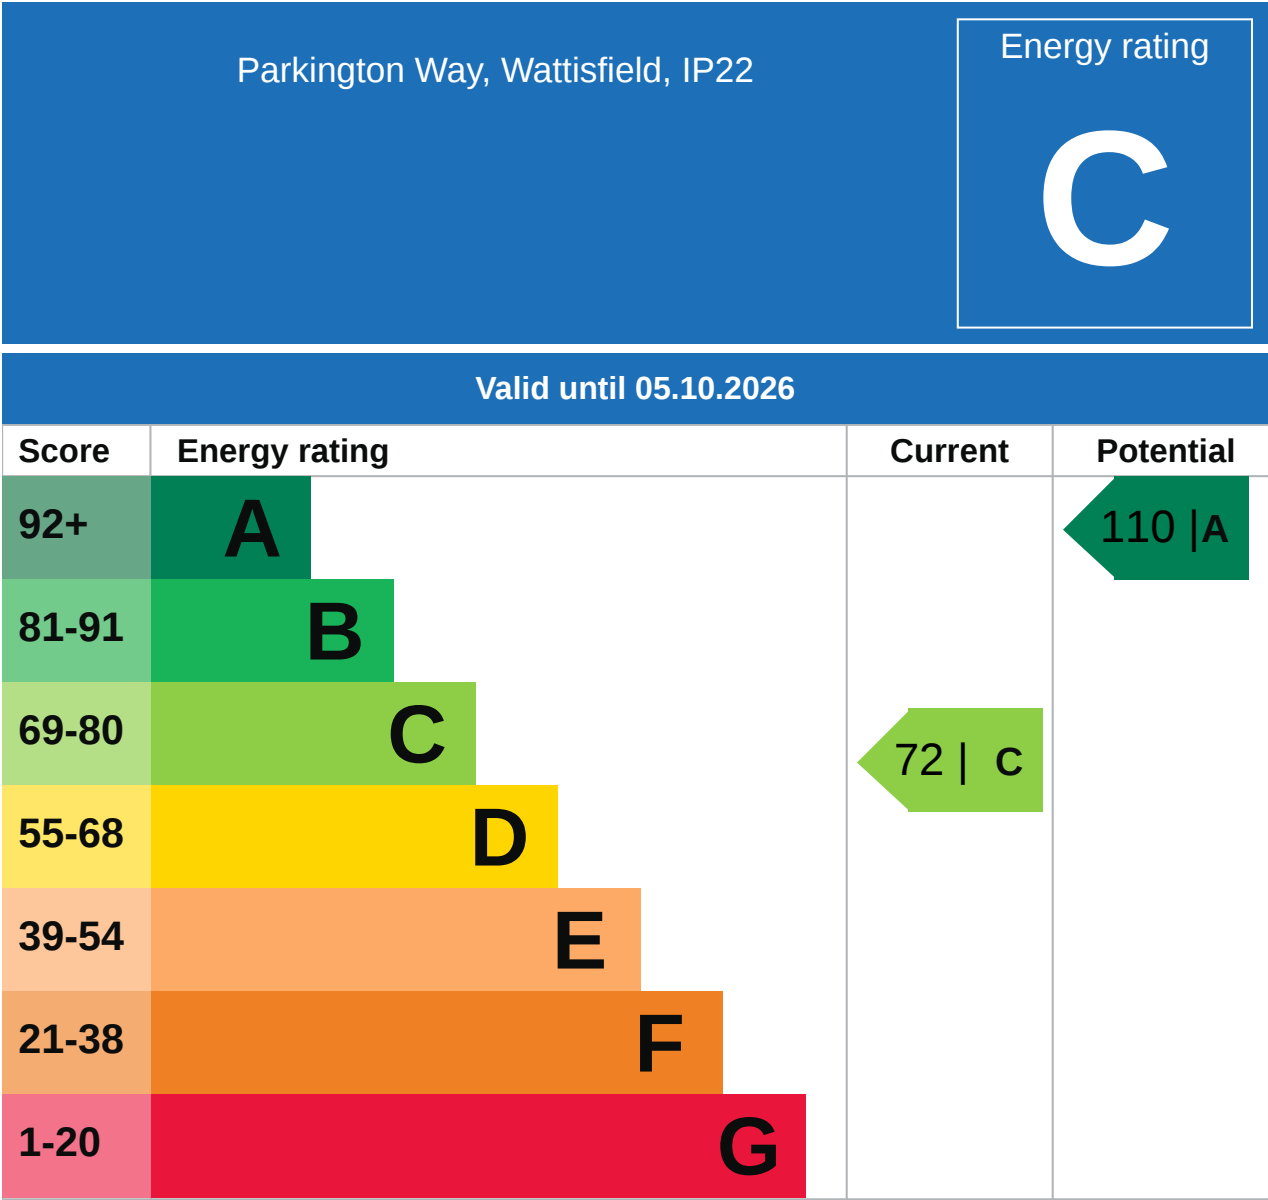 Parkington Way, Wattisfield, IP22
Energy rating
C
Valid until 05.10.2026
Score Energy rating Current Potential
92+ A 110 |A
81-91 B
69-80 C 72 | C
55-68 D
39-54 E
21-38 F
1-20 G